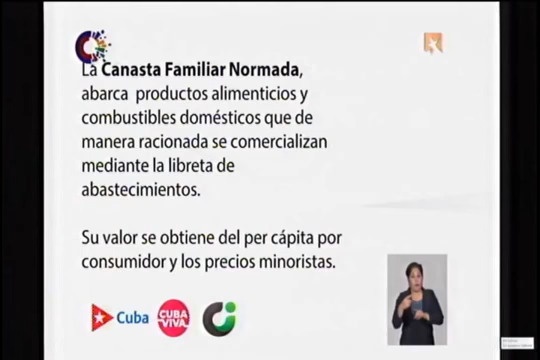 La Canasta Familiar Normada,
abarca productos alimenticios y
combustibles domésticos que de
manera racionada se comercializan
mediante la libreta de
abastecimientos.
Su valor se obtiene del per cápita por
consumidor y los precios minoristas.
Cuba
CUBA
VIVA